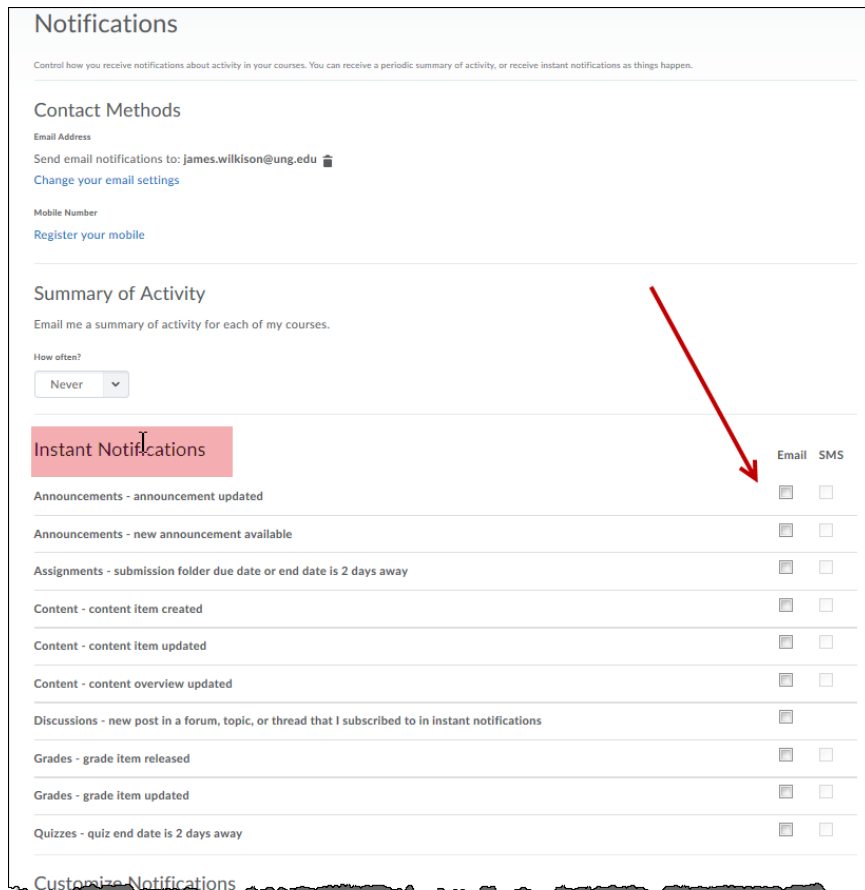 Notifications
Control how you receive notifications about activity in your courses. You can receive a periodic summary of activity, or receive instant notifications as things happen.
Contact Methods
Email Address
Send email notifications to: james.wilkison@ung.edu
Change your email settings
Mobile Number
Register your mobile
Summary of Activity
Email me a summary of activity for each of my courses.
How often?
Never
Instant Notifications
Email SMS
Announcements - announcement updated
Announcements - new announcement available
Assignments - submission folder due date or end date is 2 days away
Content - content item created
Content - content item updated
Content - content overview updated
Discussions - new post in a forum, topic, or thread that I subscribed to in instant notifications
Grades - grade item released
Grades - grade item updated
Quizzes - quiz end date is 2 days away
Customize Notifications